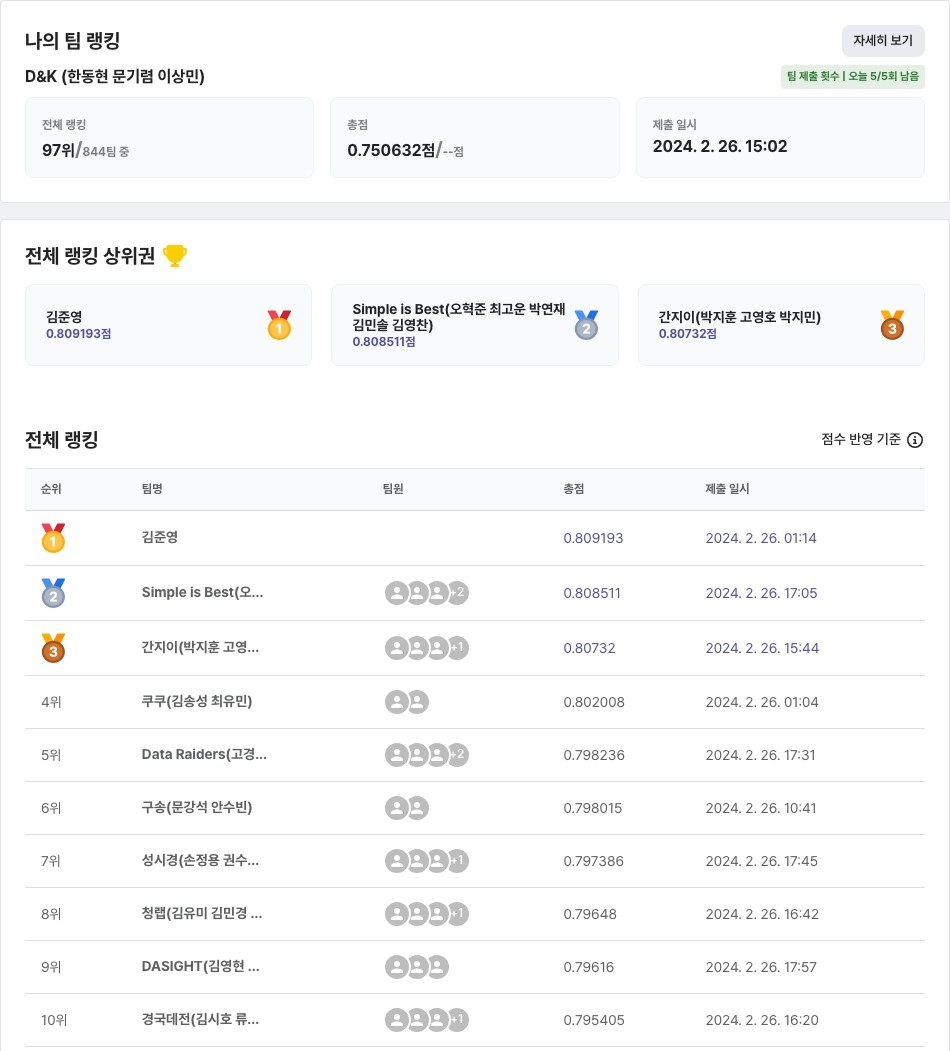 나의 팀 랭킹
자세히 보기
D&K (한동현 문기렴 이상민)
팀 제출 횟수 | 오늘 5/5회 남음
전체 랭킹
97위/844팀 중
총점
0.750632점/--점
제출 일시
2024. 2. 26. 15:02
전체 랭킹 상위권
김준영
0.809193점
1
Simple is Best(오혁준 최고운 박연재
김민솔 김영찬)
0.808511점
2
간지이(박지훈 고영호 박지민)
0.80732점
3
전체 랭킹
점수 반영 기준
순위 팀명 팀원 총점 제출 일시
1 김준영 0.809193 2024. 2. 26. 01:14
2 Simple is Best(오... +2 0.808511 2024. 2. 26. 17:05
3 간지이(박지훈 고영... +1 0.80732 2024. 2. 26. 15:44
4위 쿠쿠(김송성 최유민) 0.802008 2024. 2. 26. 01:04
5위 Data Raiders(고경... +2 0.798236 2024. 2. 26. 17:31
6위 구송(문강석 안수빈) 0.798015 2024. 2. 26. 10:41
7위 성시경(손정용 권수... +1 0.797386 2024. 2. 26. 17:45
8위 청랩(김유미 김민경 ... +1 0.79648 2024. 2. 26. 16:42
9위 DASIGHT(김영현 ... 0.79616 2024. 2. 26. 17:57
10위 경국데전(김시호 류... +1 0.795405 2024. 2. 26. 16:20